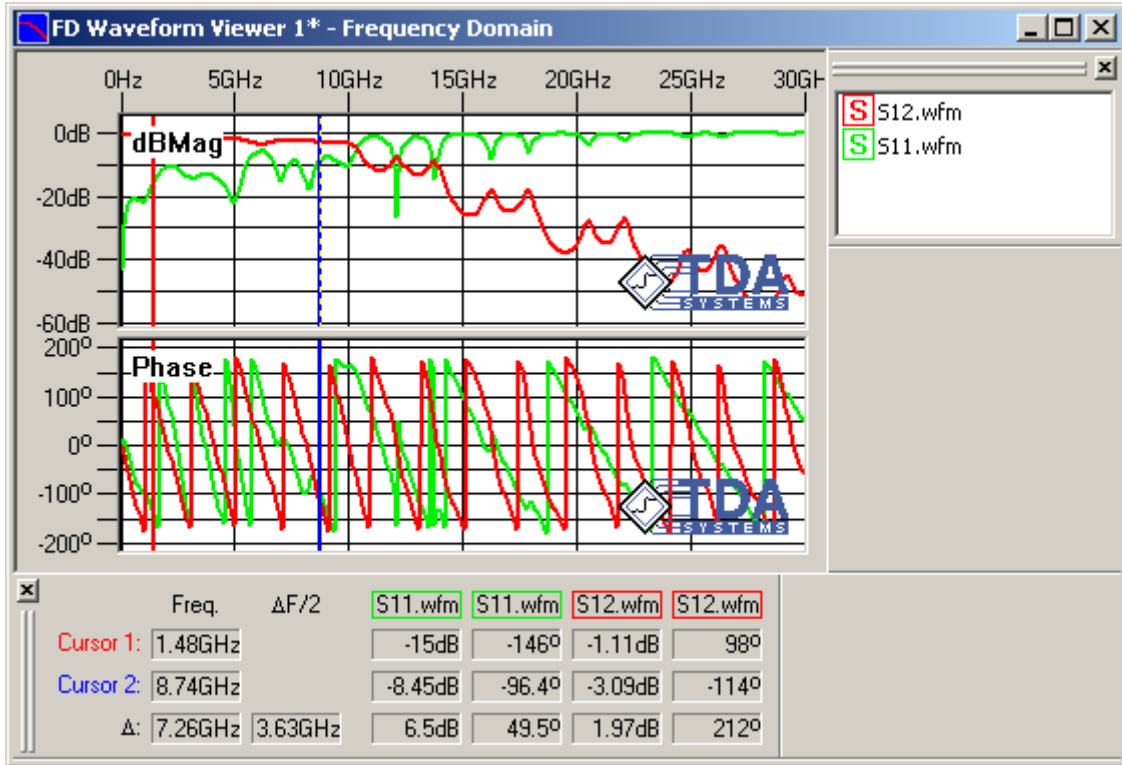 FD Waveform Viewer 1* - Frequency Domain
0Hz 5GHz 10GHz 15GHz 20GHz 25GHz 30GH
S S12.wfm
S S11.wfm
dBMag
0dB
-20dB
-40dB
-60dB
TDA
SYSTEMS
Phase
200º
100º
0º
-100º
-200º
TDA
SYSTEMS
Freq. ΔF/2 S11.wfm S11.wfm S12.wfm S12.wfm
Cursor 1: 1.48GHz -15dB -146º -1.11dB 98º
Cursor 2: 8.74GHz -8.45dB -96.4º -3.09dB -114º
Δ: 7.26GHz 3.63GHz 6.5dB 49.5º 1.97dB 212º